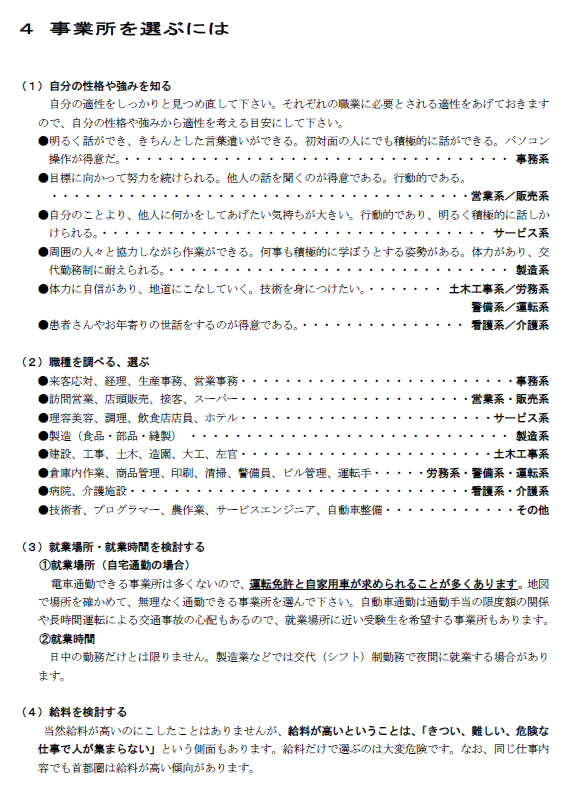 4 事業所を選ぶには
（１）自分の性格や強みを知る
自分の適性をしっかりと見つめ直して下さい。それぞれの職業に必要とされる適性をあげておきます
ので、自分の性格や強みから適性を考える目安にして下さい。
●明るく話ができ、きちんとした言葉遣いができる。初対面の人にでも積極的に話ができる。パソコン
操作が得意だ。・・・・・・・・・・・・・・・・・・・・・・・・・・・・・・・・・・・ 事務系
●目標に向かって努力を続けられる。他人の話を聞くのが得意である。行動的である。
・・・・・・・・・・・・・・・・・・・・・・・・・・・・・・・・・・・・・・営業系／販売系
●自分のことより、他人に何かをしてあげたい気持ちが大きい。行動的であり、明るく積極的に話しか
けられる。・・・・・・・・・・・・・・・・・・・・・・・・・・・・・・・・・・・ サービス系
●周囲の人々と協力しながら作業ができる。何事も積極的に学ぼうとする姿勢がある。体力があり、交
代勤務制に耐えられる。・・・・・・・・・・・・・・・・・・・・・・・・・・・・・・・ 製造系
●体力に自信があり、地道にこなしていく。技術を身につけたい。・・・・・・・ 土木工事系／労務系
警備系／運転系
●患者さんやお年寄りの世話をするのが得意である。・・・・・・・・・・・・・・・ 看護系／介護系
（２）職種を調べる、選ぶ
●来客応対、経理、生産事務、営業事務・・・・・・・・・・・・・・・・・・・・・・・・・事務系
●訪問営業、店頭販売、接客、スーパー・・・・・・・・・・・・・・・・・・・・・営業系・販売系
●理容美容、調理、飲食店店員、ホテル・・・・・・・・・・・・・・・・・・・・・・・サービス系
●製造（食品・部品・縫製） ・・・・・・・・・・・・・・・・・・・・・・・・・・・・・ 製造系
●建設、工事、土木、造園、大工、左官・・・・・・・・・・・・・・・・・・・・・・・土木工事系
●倉庫内作業、商品管理、印刷、清掃、警備員、ビル管理、運転手・・・・・労務系・警備系・運転系
●病院、介護施設・・・・・・・・・・・・・・・・・・・・・・・・・・・・・・・看護系・介護系
●技術者、プログラマー、農作業、サービスエンジニア、自動車整備・・・・・・・・・・・・その他
（３）就業場所・就業時間を検討する
①就業場所（自宅通勤の場合）
電車通勤できる事業所は多くないので、運転免許と自家用車が求められることが多くあります。地図
で場所を確かめて、無理なく通勤できる事業所を選んで下さい。自動車通勤は通勤手当の限度額の関係
や長時間運転による交通事故の心配もあるので、就業場所に近い受験生を希望する事業所もあります。
②就業時間
日中の勤務だけとは限りません。製造業などでは交代（シフト）制勤務で夜間に就業する場合があり
ます。
（４）給料を検討する
当然給料が高いのにこしたことはありませんが、給料が高いということは、「きつい、難しい、危険な
仕事で人が集まらない」という側面もあります。給料だけで選ぶのは大変危険です。なお、同じ仕事内
容でも首都圏は給料が高い傾向があります。